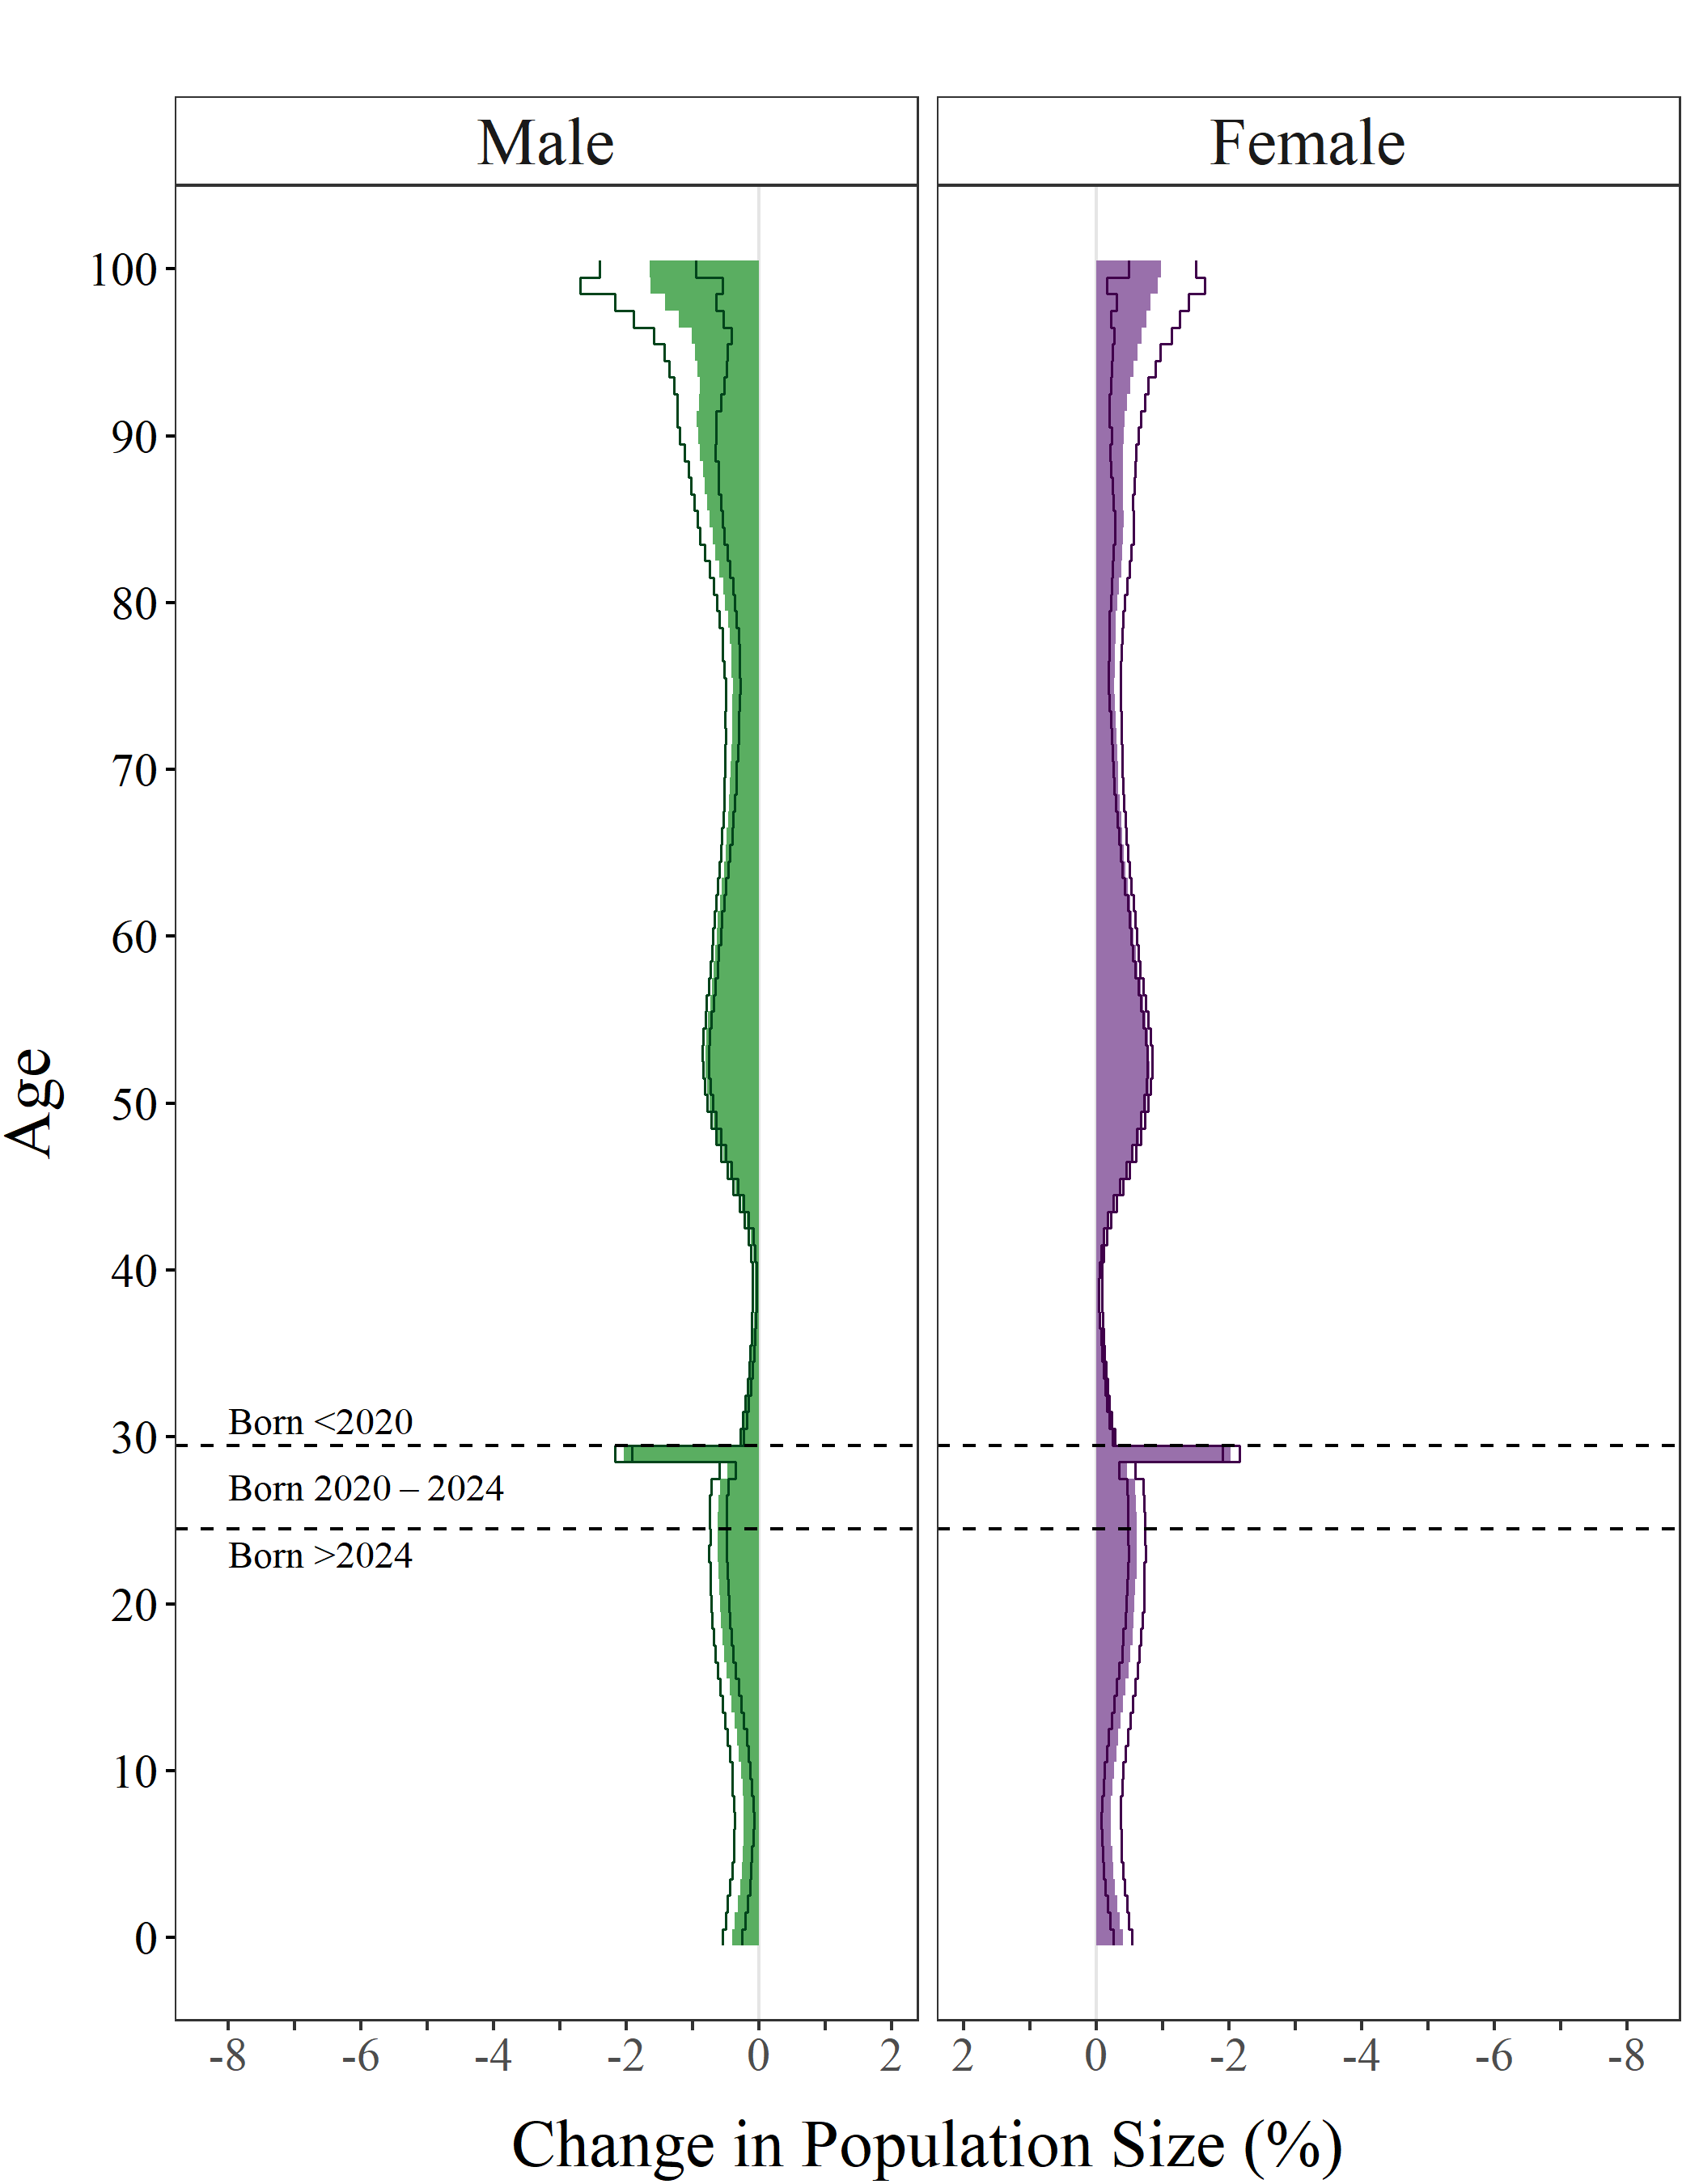 Male
Female
100
90
80
70
60
50
40
30
20
10
0
Age
Born <2020
Born 2020 – 2024
Born >2024
-8 -6 -4 -2 0 2
2 0 -2 -4 -6 -8
Change in Population Size (%)